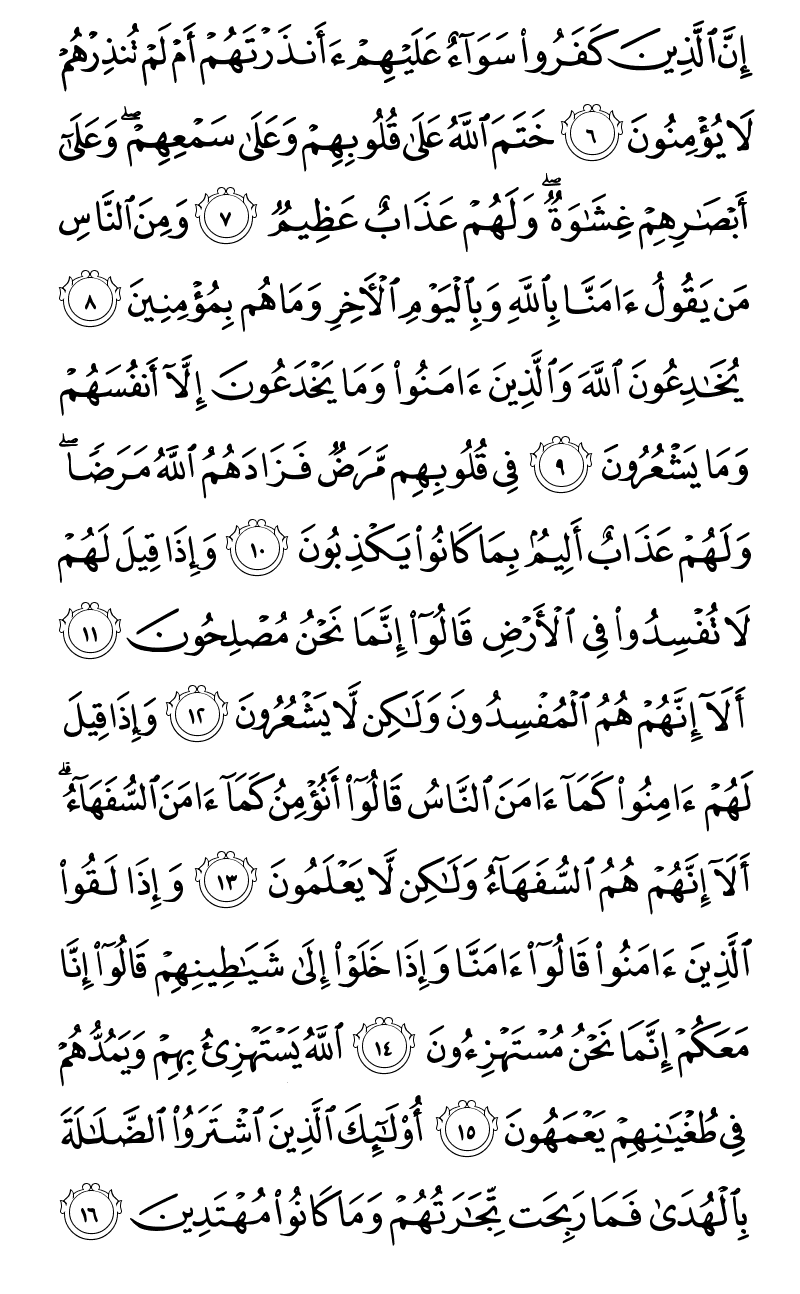 إِنَّ ٱلَّذِينَ كَفَرُوا۟ سَوَآءٌ عَلَيْهِمْ ءَأَنذَرْتَهُمْ أَمْ لَمْ تُنذِرْهُمْ
لَا يُؤْمِنُونَ ٦ خَتَمَ ٱللَّهُ عَلَىٰ قُلُوبِهِمْ وَعَلَىٰ سَمْعِهِمْ ۖ وَعَلَىٰٓ
أَبْصَـٰرِهِمْ غِشَـٰوَةٌ ۖ وَلَهُمْ عَذَابٌ عَظِيمٌ ٧ وَمِنَ ٱلنَّاسِ
مَن يَقُولُ ءَامَنَّا بِٱللَّهِ وَبِٱلْيَوْمِ ٱلْـَٔاخِرِ وَمَا هُم بِمُؤْمِنِينَ ٨
يُخَـٰدِعُونَ ٱللَّهَ وَٱلَّذِينَ ءَامَنُوا۟ وَمَا يَخْدَعُونَ إِلَّآ أَنفُسَهُمْ
وَمَا يَشْعُرُونَ ٩ فِى قُلُوبِهِم مَّرَضٌ فَزَادَهُمُ ٱللَّهُ مَرَضًا ۖ
وَلَهُمْ عَذَابٌ أَلِيمٌۢ بِمَا كَانُوا۟ يَكْذِبُونَ ١٠ وَإِذَا قِيلَ لَهُمْ
لَا تُفْسِدُوا۟ فِى ٱلْأَرْضِ قَالُوٓا۟ إِنَّمَا نَحْنُ مُصْلِحُونَ ١١
أَلَآ إِنَّهُمْ هُمُ ٱلْمُفْسِدُونَ وَلَـٰكِن لَّا يَشْعُرُونَ ١٢ وَإِذَا قِيلَ
لَهُمْ ءَامِنُوا۟ كَمَآ ءَامَنَ ٱلنَّاسُ قَالُوٓا۟ أَنُؤْمِنُ كَمَآ ءَامَنَ ٱلسُّفَهَآءُ ۗ
أَلَآ إِنَّهُمْ هُمُ ٱلسُّفَهَآءُ وَلَـٰكِن لَّا يَعْلَمُونَ ١٣ وَإِذَا لَقُوا۟
ٱلَّذِينَ ءَامَنُوا۟ قَالُوٓا۟ ءَامَنَّا وَإِذَا خَلَوْا۟ إِلَىٰ شَيَـٰطِينِهِمْ قَالُوٓا۟ إِنَّا
مَعَكُمْ إِنَّمَا نَحْنُ مُسْتَهْزِءُونَ ١٤ ٱللَّهُ يَسْتَهْزِئُ بِهِمْ وَيَمُدُّهُمْ
فِى طُغْيَـٰنِهِمْ يَعْمَهُونَ ١٥ أُو۟لَـٰٓئِكَ ٱلَّذِينَ ٱشْتَرَوُا۟ ٱلضَّلَـٰلَةَ
بِٱلْهُدَىٰ فَمَا رَبِحَت تِّجَـٰرَتُهُمْ وَمَا كَانُوا۟ مُهْتَدِينَ ١٦